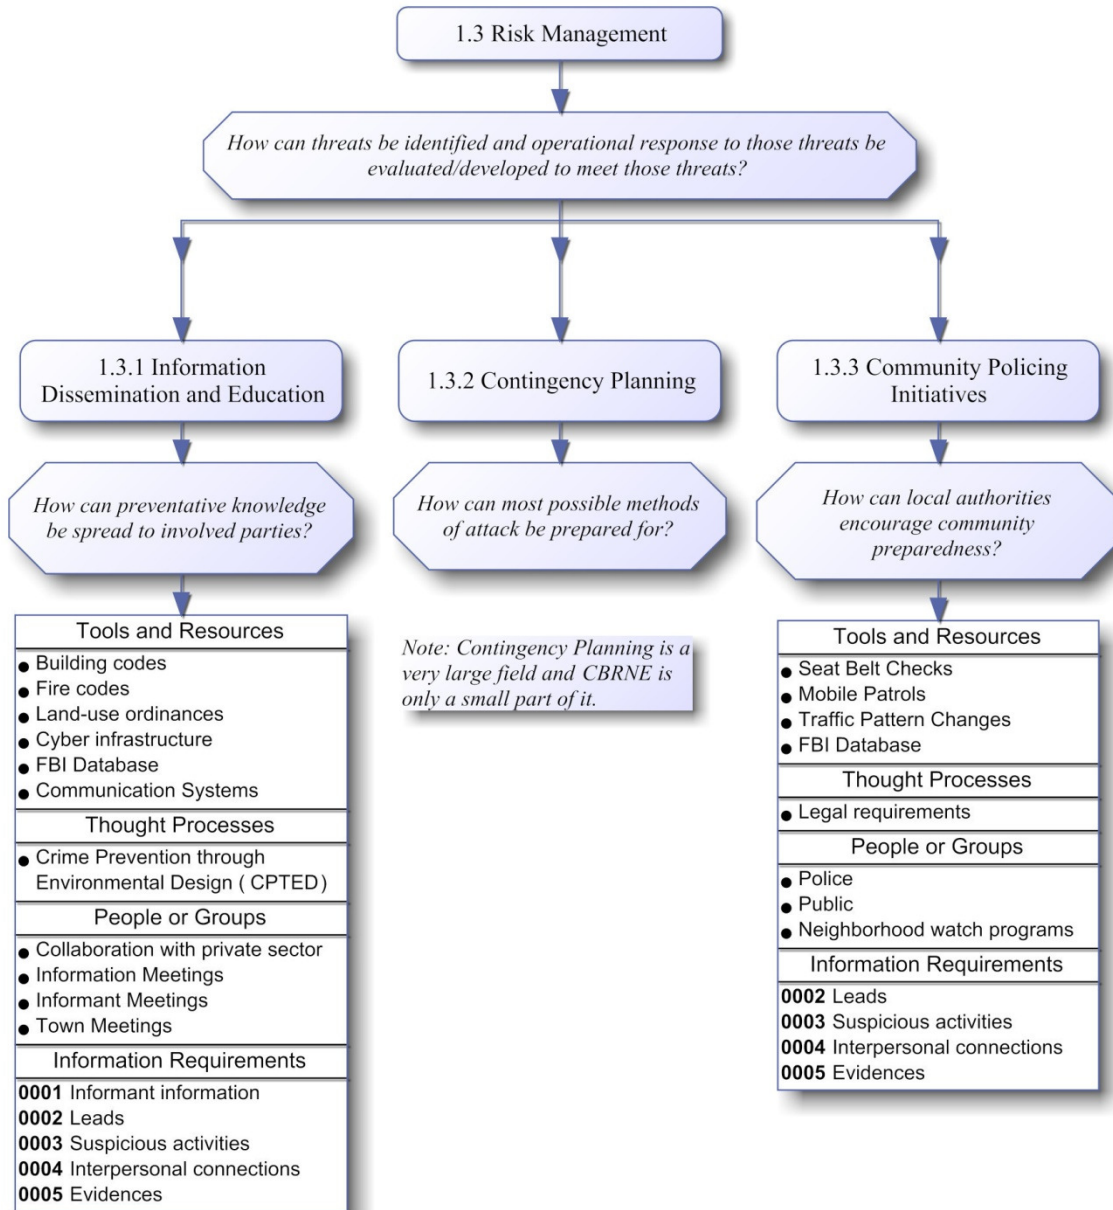 1.3 Risk Management
How can threats be identified and operational response to those threats be
evaluated/developed to meet those threats?
1.3.1 Information
Dissemination and Education
How can preventative knowledge
be spread to involved parties?
Tools and Resources
● Building codes
● Fire codes
● Land-use ordinances
● Cyber infrastructure
● FBI Database
● Communication Systems
Thought Processes
● Crime Prevention through
Environmental Design ( CPTED )
People or Groups
● Collaboration with private sector
● Information Meetings
● Informant Meetings
● Town Meetings
Information Requirements
0001 Informant information
0002 Leads
0003 Suspicious activities
0004 Interpersonal connections
0005 Evidences
1.3.2 Contingency Planning
How can most possible methods
of attack be prepared for?
Note: Contingency Planning is a
very large field and CBRNE is
only a small part of it.
1.3.3 Community Policing
Initiatives
How can local authorities
encourage community
preparedness?
Tools and Resources
● Seat Belt Checks
● Mobile Patrols
● Traffic Pattern Changes
● FBI Database
Thought Processes
● Legal requirements
People or Groups
● Police
● Public
● Neighborhood watch programs
Information Requirements
0002 Leads
0003 Suspicious activities
0004 Interpersonal connections
0005 Evidences